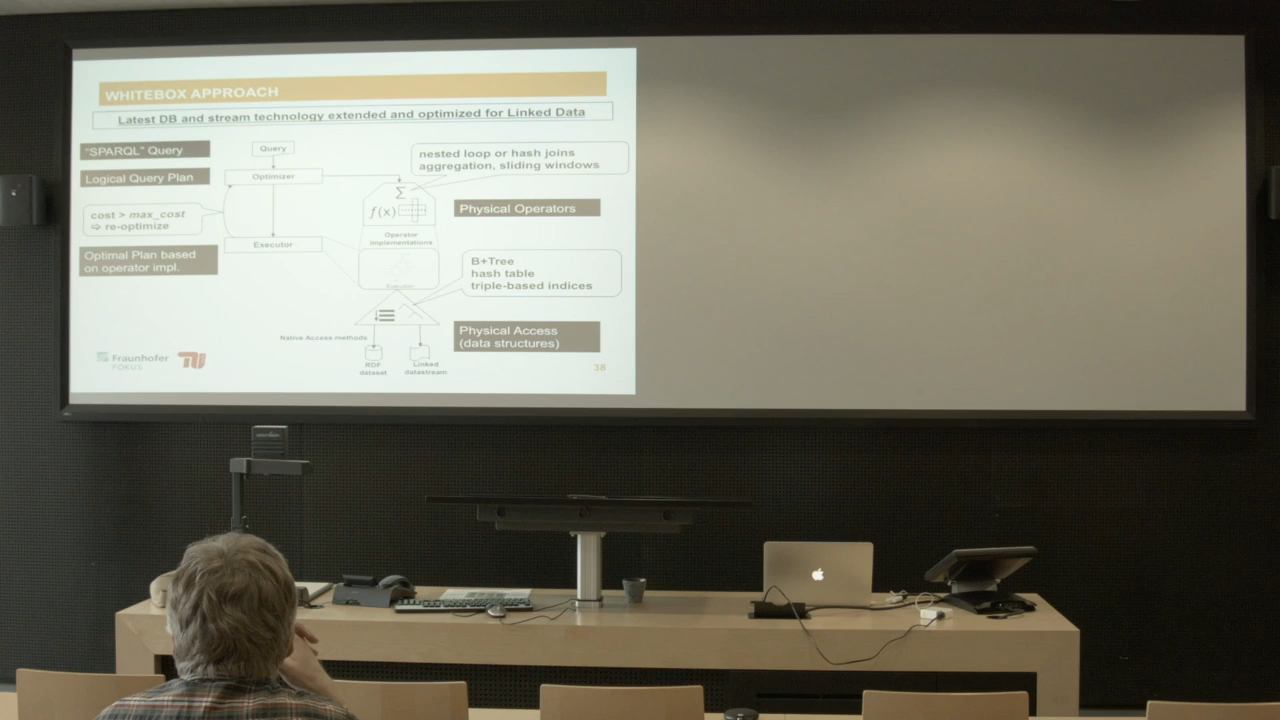 WHITEBOX APPROACH
Latest DB and stream technology extended and optimized for Linked Data
"SPARQL" Query
Logical Query Plan
cost > max_cost
⇨ re-optimize
Optimal Plan based
on operator impl.
Query
Optimizer
Executor
nested loop or hash joins
aggregation, sliding windows
Σ
f(x)
Operator
Implementations
Physical Operators
Execution
B+Tree
hash table
triple-based indices
Native Access methods
Physical Access
(data structures)
RDF
dataset
Linked
datastream
Fraunhofer
FOKUS
38